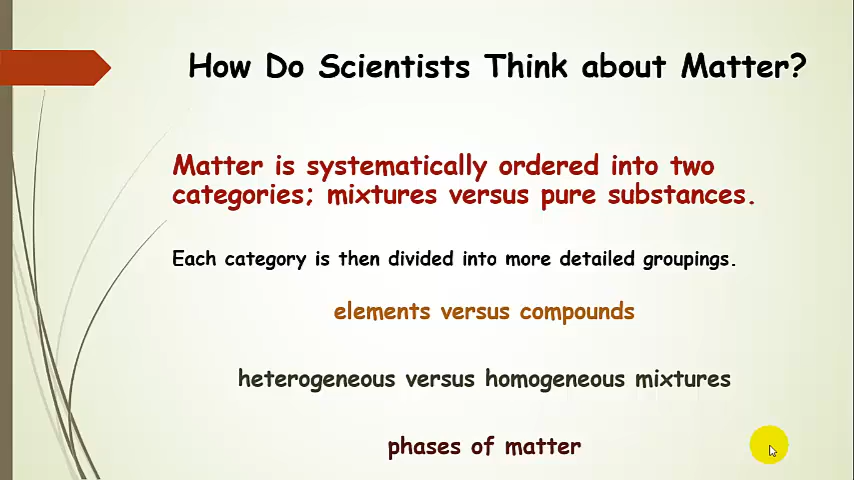 How Do Scientists Think about Matter?
Matter is systematically ordered into two
categories; mixtures versus pure substances.
Each category is then divided into more detailed groupings.
elements versus compounds
heterogeneous versus homogeneous mixtures
phases of matter